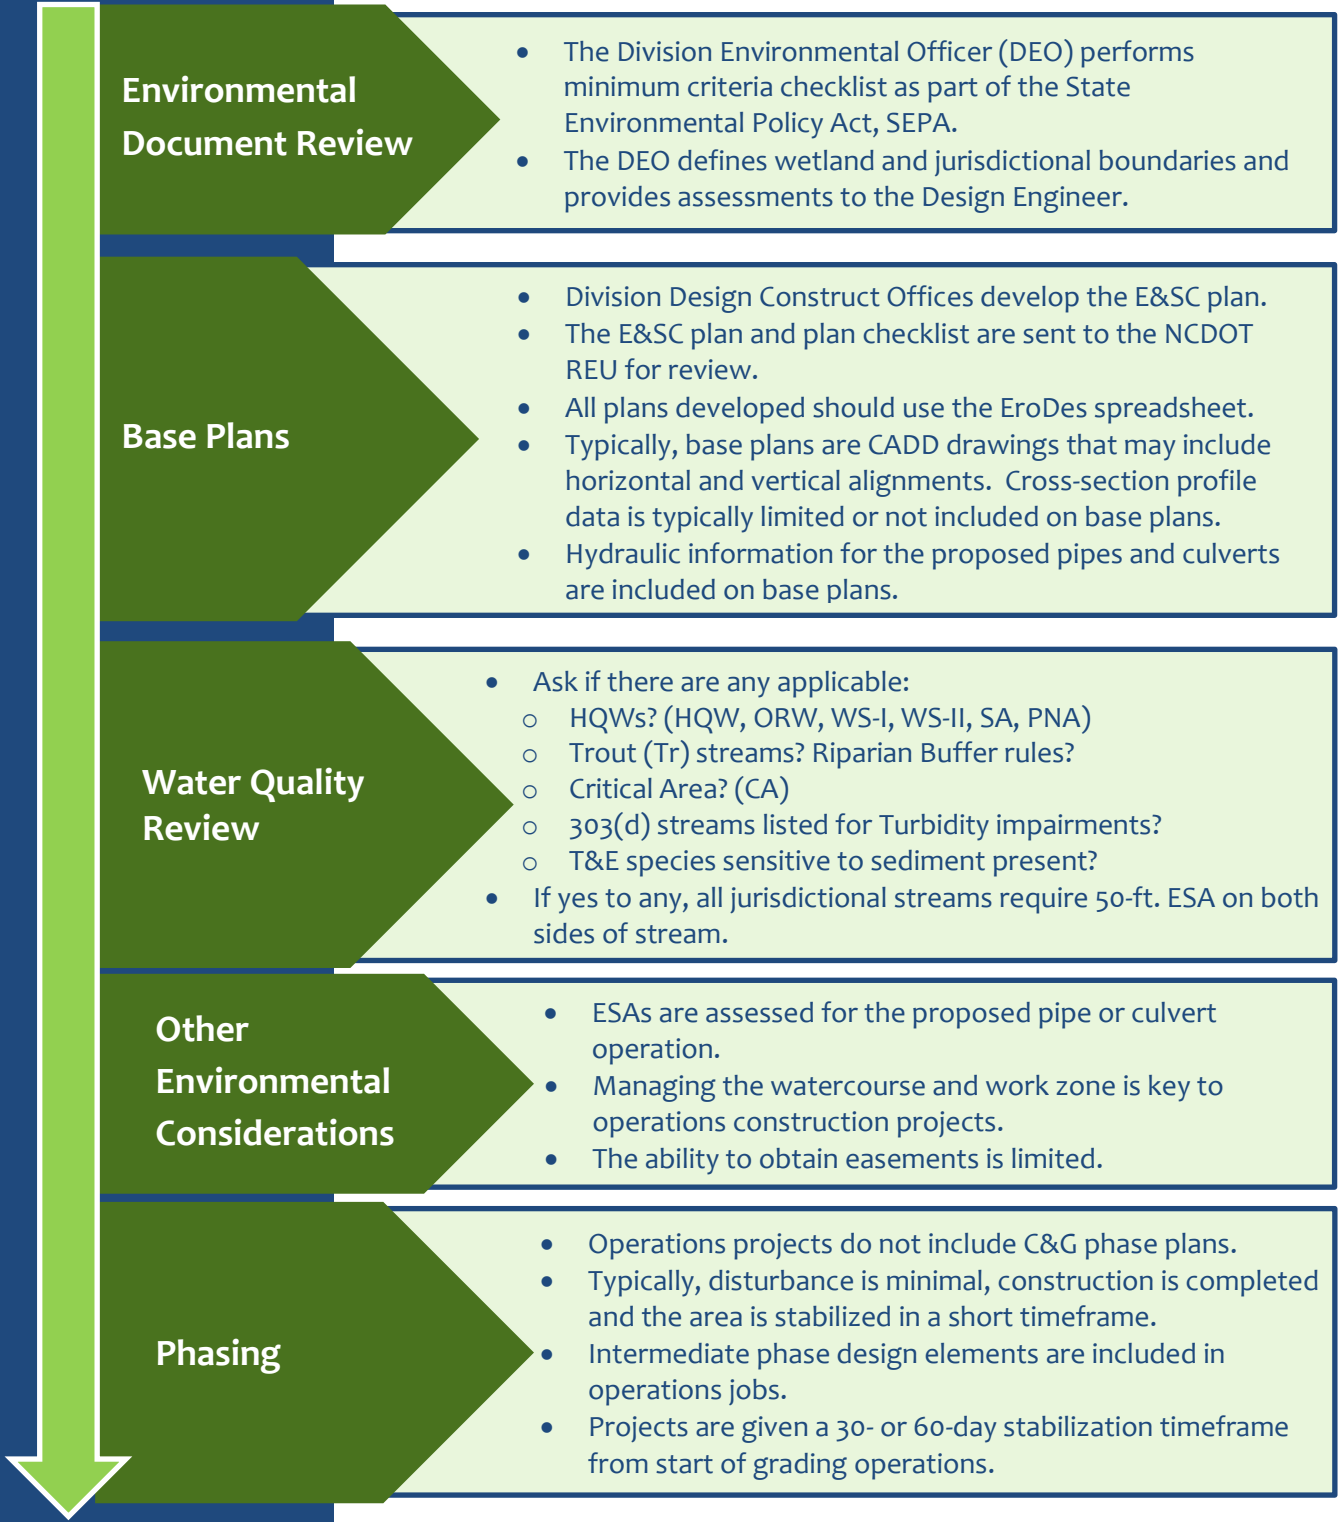 Environmental
Document Review
• The Division Environmental Officer (DEO) performs
minimum criteria checklist as part of the State
Environmental Policy Act, SEPA.
• The DEO defines wetland and jurisdictional boundaries and
provides assessments to the Design Engineer.
Base Plans
• Division Design Construct Offices develop the E&SC plan.
• The E&SC plan and plan checklist are sent to the NCDOT
REU for review.
• All plans developed should use the EroDes spreadsheet.
• Typically, base plans are CADD drawings that may include
horizontal and vertical alignments.  Cross-section profile
data is typically limited or not included on base plans.
• Hydraulic information for the proposed pipes and culverts
are included on base plans.
Water Quality
Review
• Ask if there are any applicable:
o HQWs? (HQW, ORW, WS-I, WS-II, SA, PNA)
o Trout (Tr) streams? Riparian Buffer rules?
o Critical Area? (CA)
o 303(d) streams listed for Turbidity impairments?
o T&E species sensitive to sediment present?
• If yes to any, all jurisdictional streams require 50-ft. ESA on both
sides of stream.
Other
Environmental
Considerations
• ESAs are assessed for the proposed pipe or culvert
operation.
• Managing the watercourse and work zone is key to
operations construction projects.
• The ability to obtain easements is limited.
Phasing
• Operations projects do not include C&G phase plans.
• Typically, disturbance is minimal, construction is completed
and the area is stabilized in a short timeframe.
• Intermediate phase design elements are included in
operations jobs.
• Projects are given a 30- or 60-day stabilization timeframe
from start of grading operations.